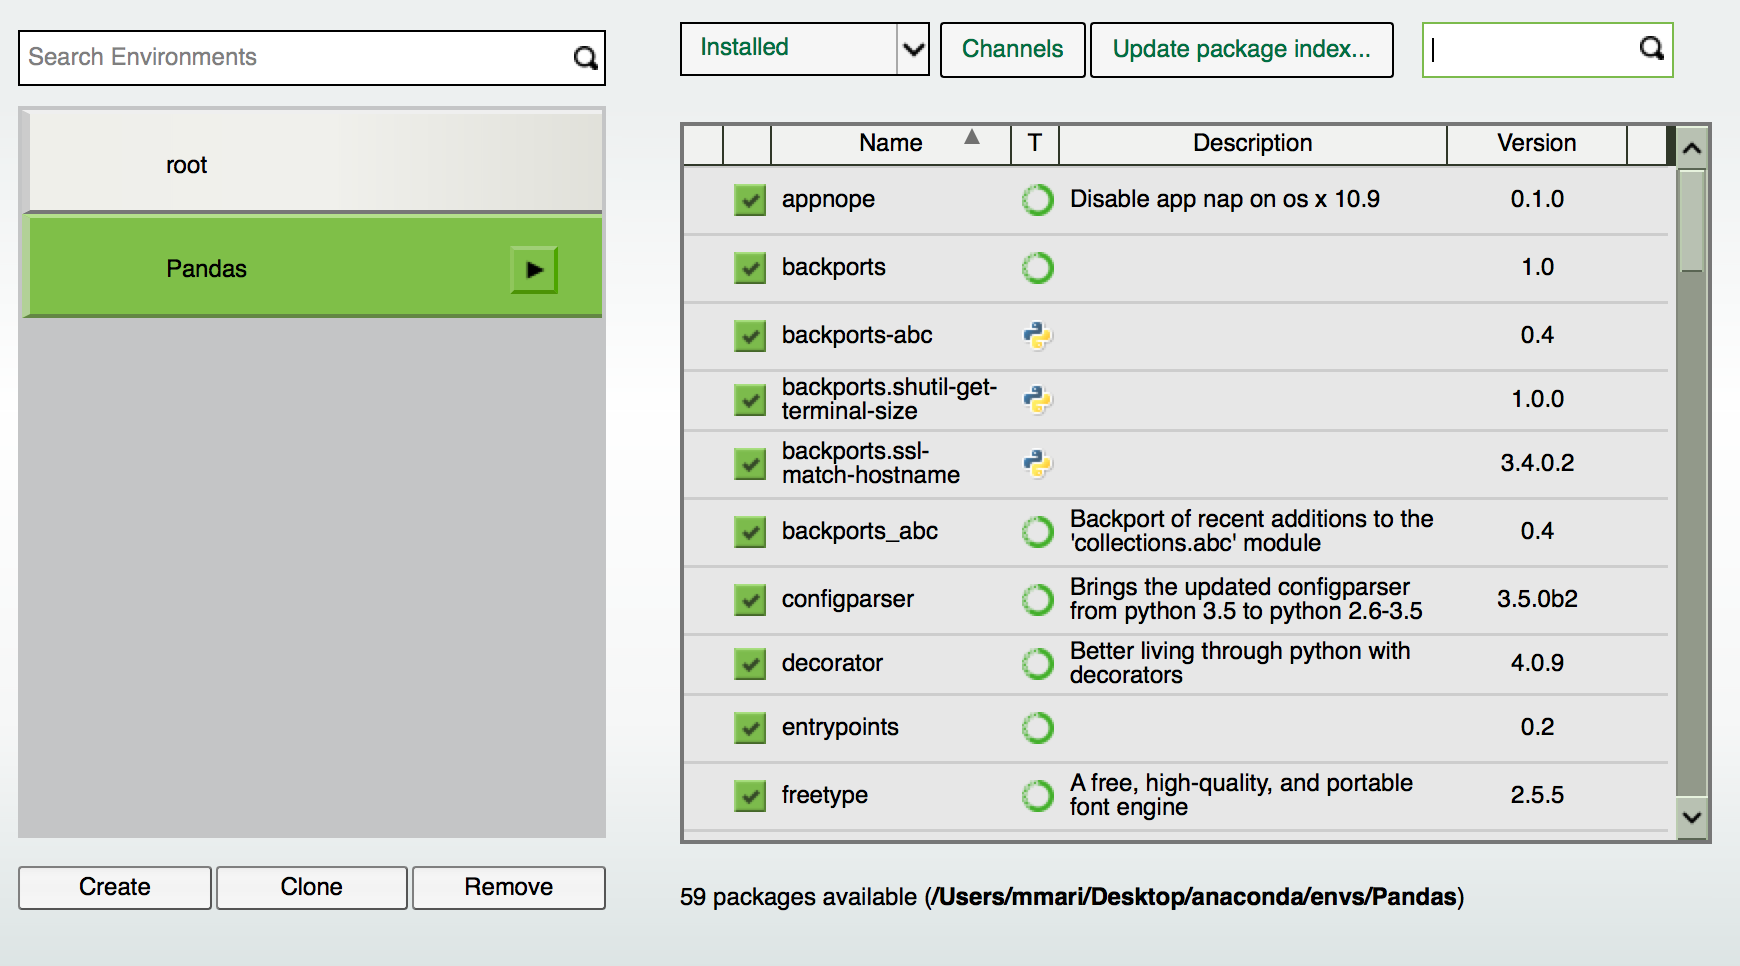 Search Environments
Installed
Channels
Update package index...
root
Pandas
Name T Description Version
appnope Disable app nap on os x 10.9 0.1.0
backports 1.0
backports-abc 0.4
backports.shutil-get-
terminal-size
1.0.0
backports.ssl-
match-hostname
3.4.0.2
backports_abc
Backport of recent additions to the
'collections.abc' module
0.4
configparser
Brings the updated configparser
from python 3.5 to python 2.6-3.5
3.5.0b2
decorator
Better living through python with
decorators
4.0.9
entrypoints 0.2
freetype
A free, high-quality, and portable
font engine
2.5.5
Create
Clone
Remove
59 packages available (/Users/mmari/Desktop/anaconda/envs/Pandas)